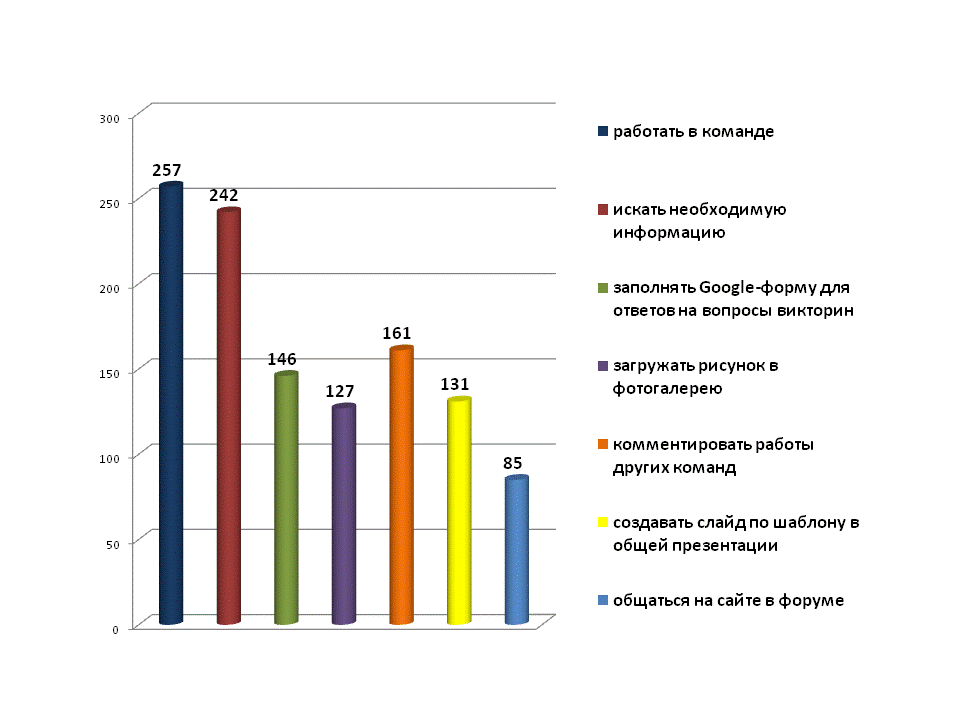 300
250
200
150
100
50
0
257
242
146
127
161
131
85
работать в команде
искать необходимую
информацию
заполнять Google-форму для
ответов на вопросы викторин
загружать рисунок в
фотогалерею
комментировать работы
других команд
создавать слайд по шаблону в
общей презентации
общаться на сайте в форуме